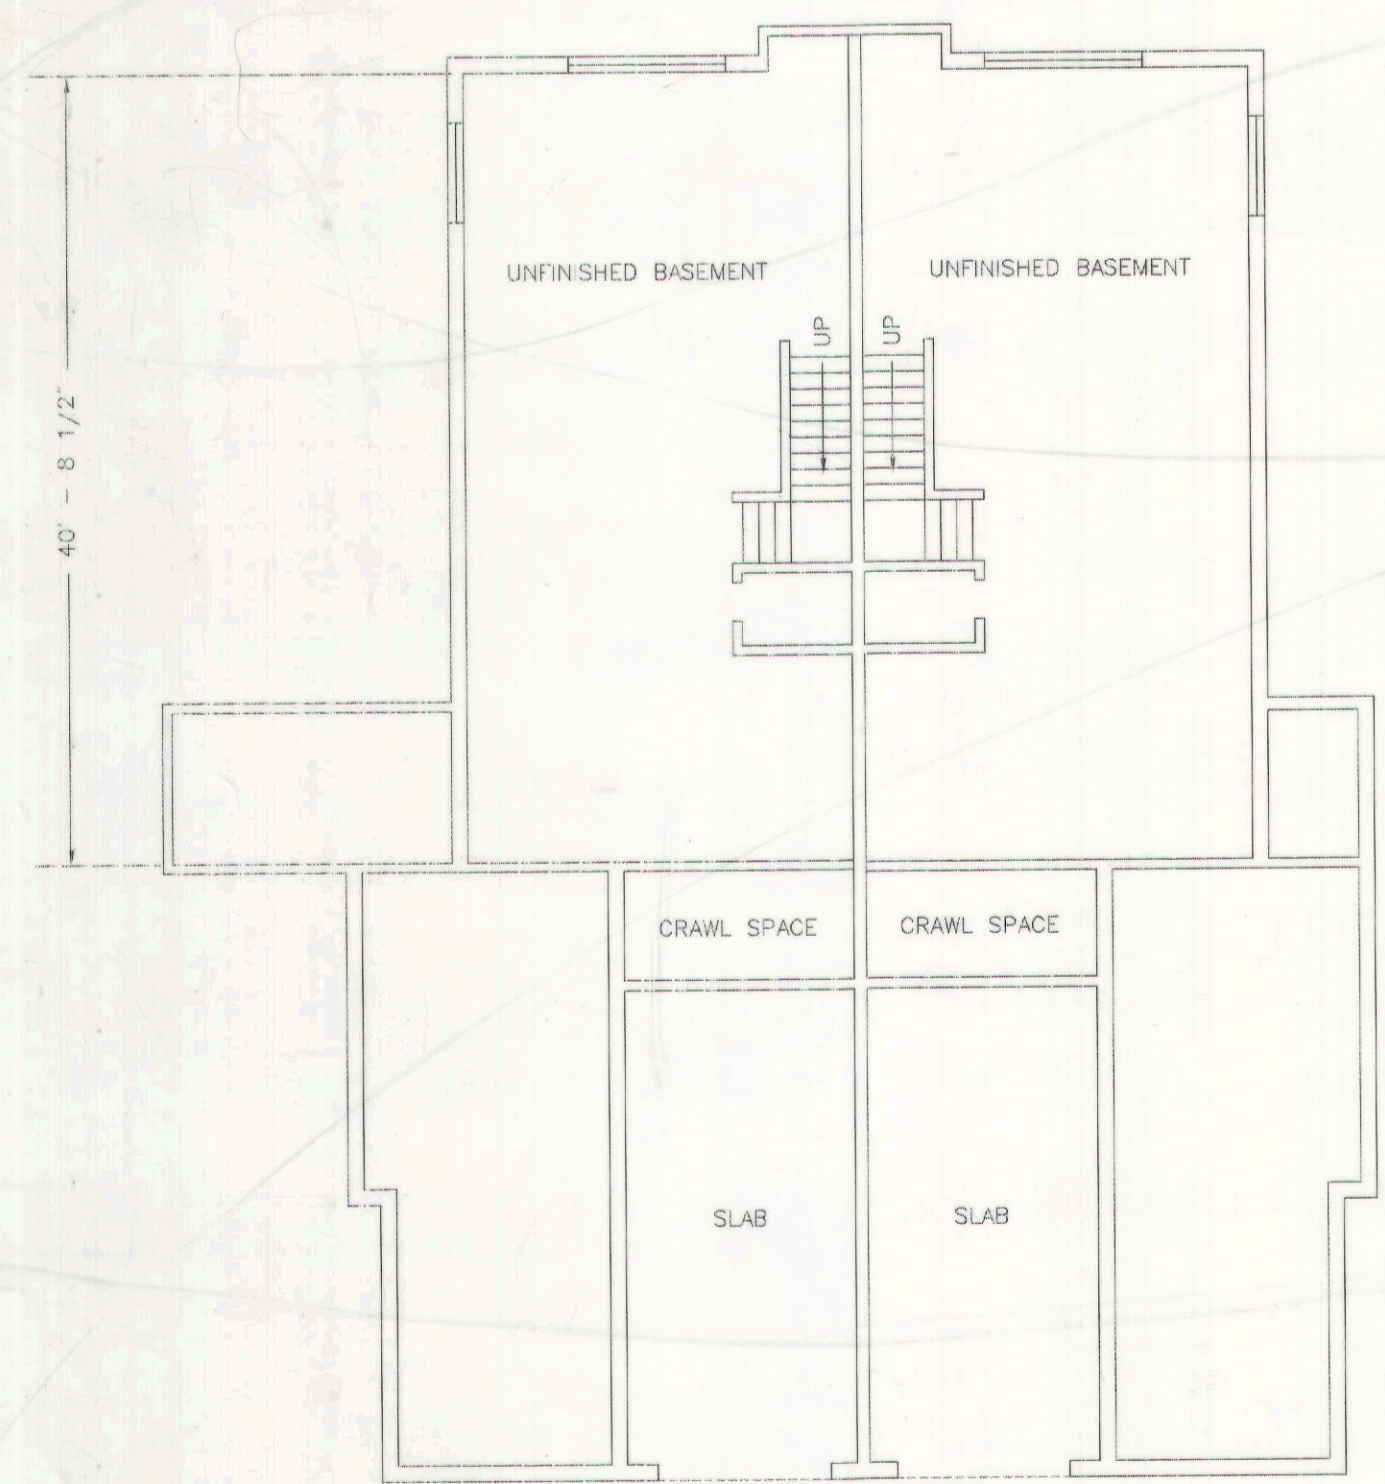 UNFINISHED BASEMENT
UNFINISHED BASEMENT
UP
UP
40' - 8 1/2"
CRAWL SPACE
CRAWL SPACE
SLAB
SLAB